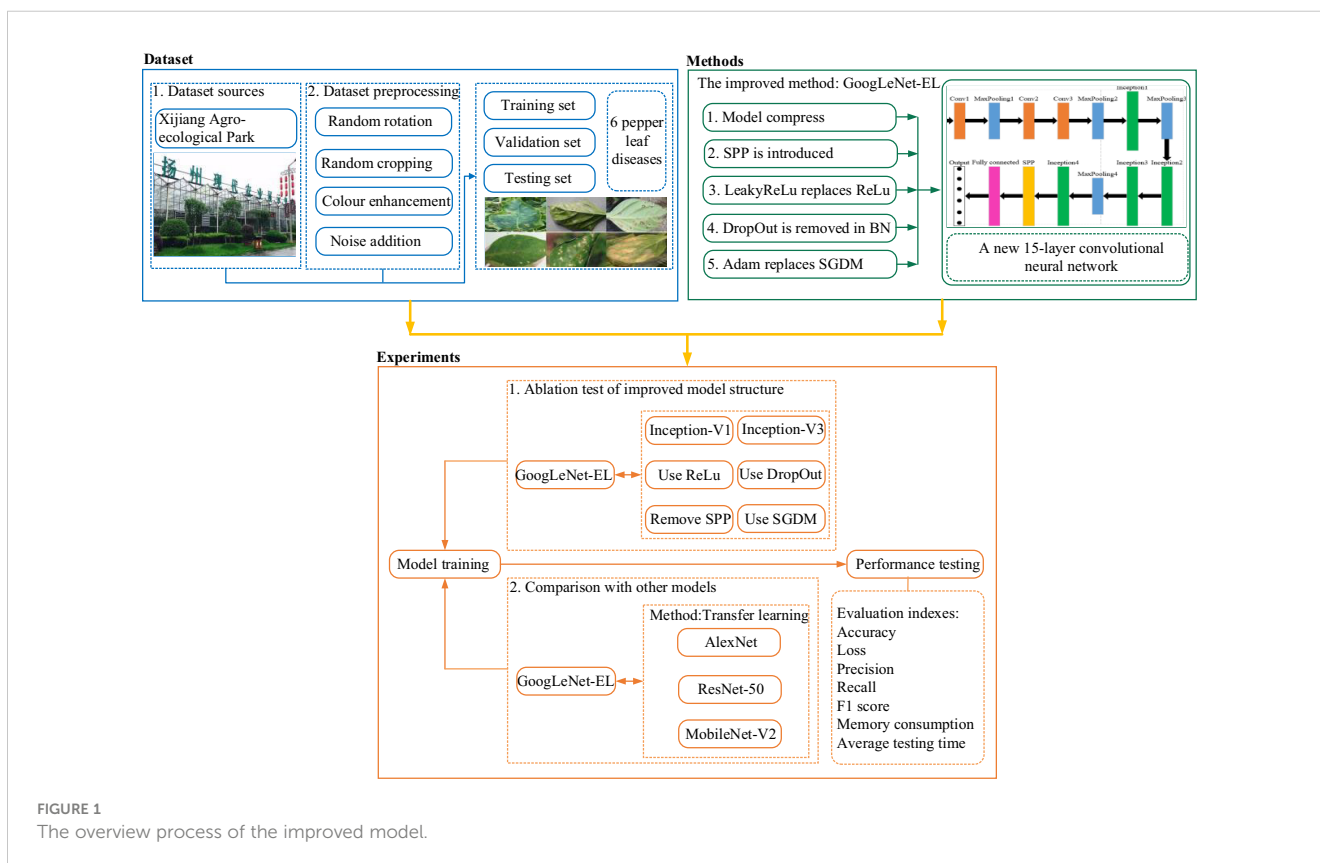 Dataset
1. Dataset sources
Xijiang Agro-
ecological Park
扬州现代农业
2. Dataset preprocessing
Random rotation
Random cropping
Colour enhancement
Noise addition
Training set
Validation set
Testing set
6 pepper
leaf
diseases
Methods
The improved method: GoogLeNet-EL
1. Model compress
2. SPP is introduced
3. LeakyReLu replaces ReLu
4. DropOut is removed in BN
5. Adam replaces SGDM
Conv1
MaxPooling1
Conv2
Conv3
MaxPooling2
Inception1
MaxPooling3
Output
Fully connected
SPP
Inception4
MaxPooling4
Inception3
Inception2
A new 15-layer convolutional
neural network
Experiments
1. Ablation test of improved model structure
GoogLeNet-EL
Inception-V1
Inception-V3
Use ReLu
Use DropOut
Remove SPP
Use SGDM
Model training
Performance testing
2. Comparison with other models
GoogLeNet-EL
Method:Transfer learning
AlexNet
ResNet-50
MobileNet-V2
Evaluation indexes:
Accuracy
Loss
Precision
Recall
F1 score
Memory consumption
Average testing time
FIGURE 1
The overview process of the improved model.